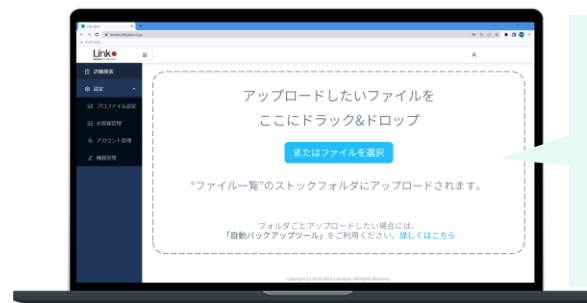 Link
詳細検索
設定
プロファイル設定
お客様管理
アカウント管理
機器管理
アップロードしたいファイルを
ここにドラック&ドロップ
またはファイルを選択
“ファイル一覧”のストックフォルダにアップロードされます。
フォルダごとアップロードしたい場合には、
「自動バックアップツール」をご利用ください。詳しくはこちら